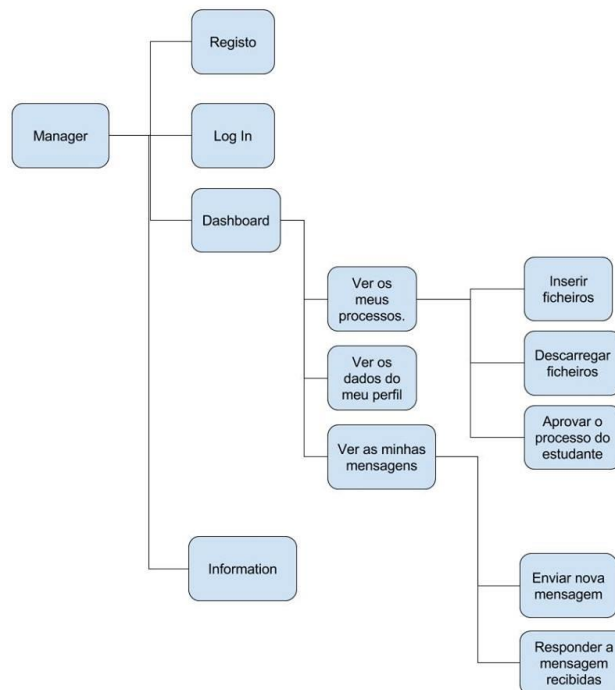 Registo
Manager
Log In
Dashboard
Ver os
meus
processos.
Inserir
ficheiros
Descarregar
ficheiros
Aprovar o
processo do
estudante
Ver os
dados do
meu perfil
Ver as minhas
mensagens
Enviar nova
mensagem
Responder a
mensagem
recibidas
Information